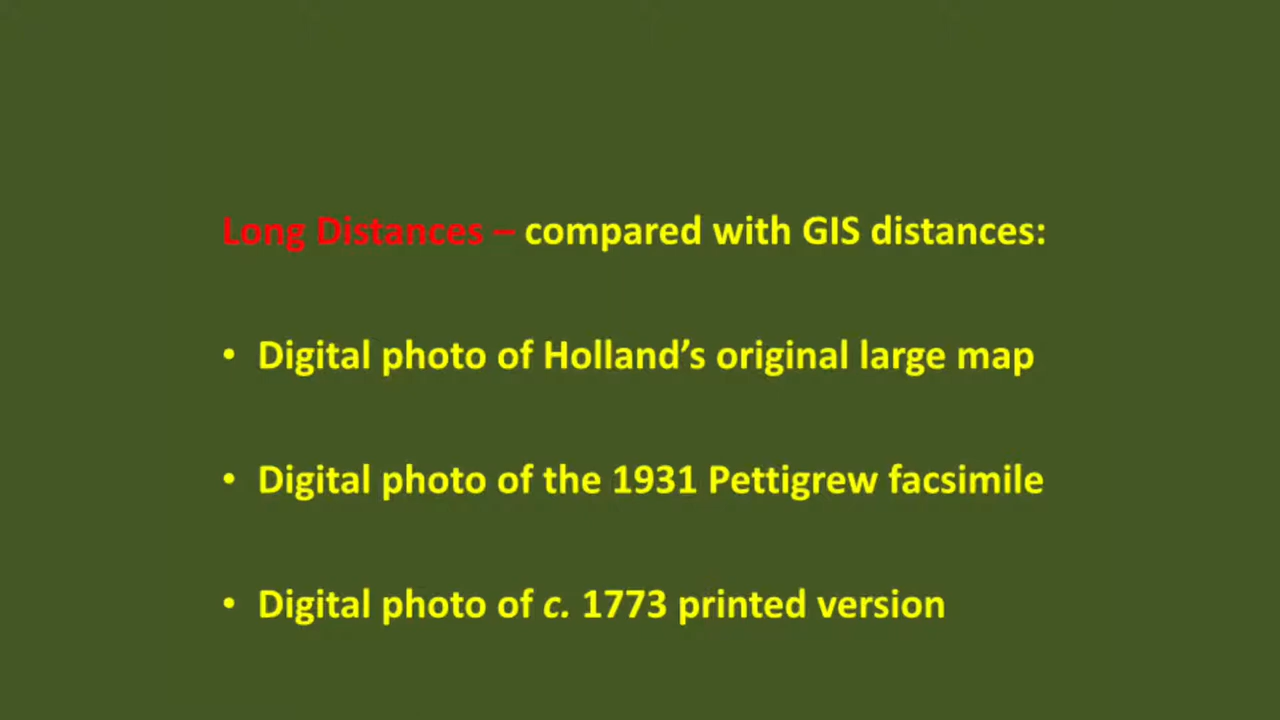 Long Distances – compared with GIS distances:
• Digital photo of Holland’s original large map
• Digital photo of the 1931 Pettigrew facsimile
• Digital photo of c. 1773 printed version